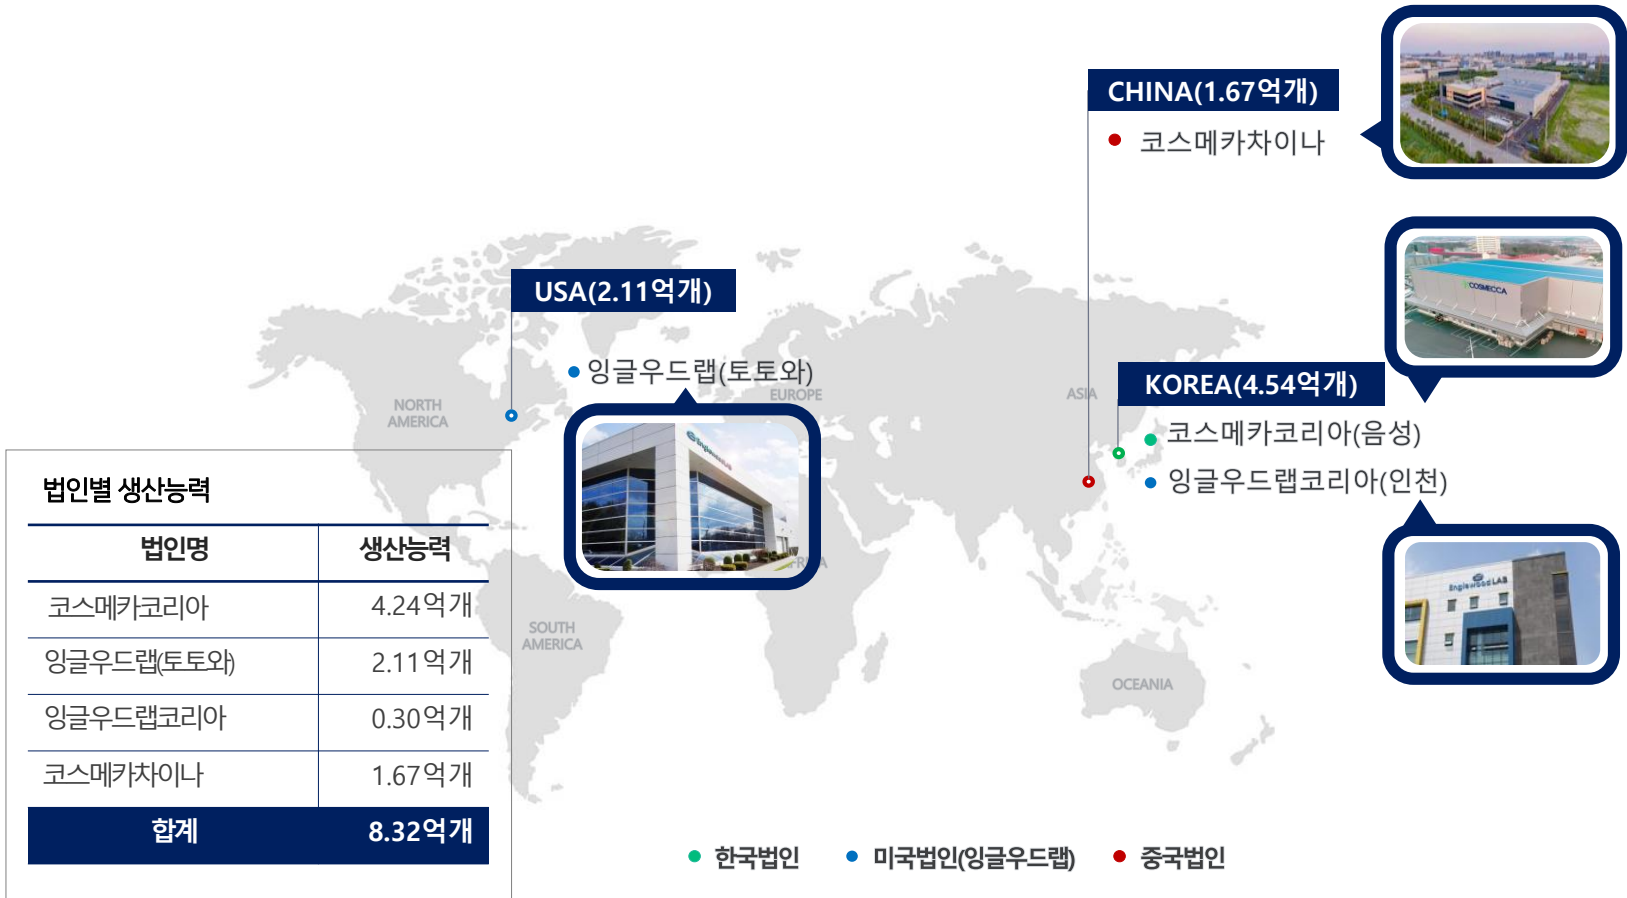 CHINA(1.67억개)
코스메카차이나
COSMECCA
USA(2.11억개)
잉글우드랩(토토와)
EnglewoodLab
NORTH
AMERICA
EUROPE
ASIA
KOREA(4.54억개)
코스메카코리아(음성)
잉글우드랩코리아(인천)
EnglewoodLAB
SOUTH
AMERICA
OCEANIA
법인별 생산능력
법인명 생산능력
코스메카코리아 4.24억개
잉글우드랩(토토와) 2.11억개
잉글우드랩코리아 0.30억개
코스메카차이나 1.67억개
합계 8.32억개
한국법인 미국법인(잉글우드랩) 중국법인